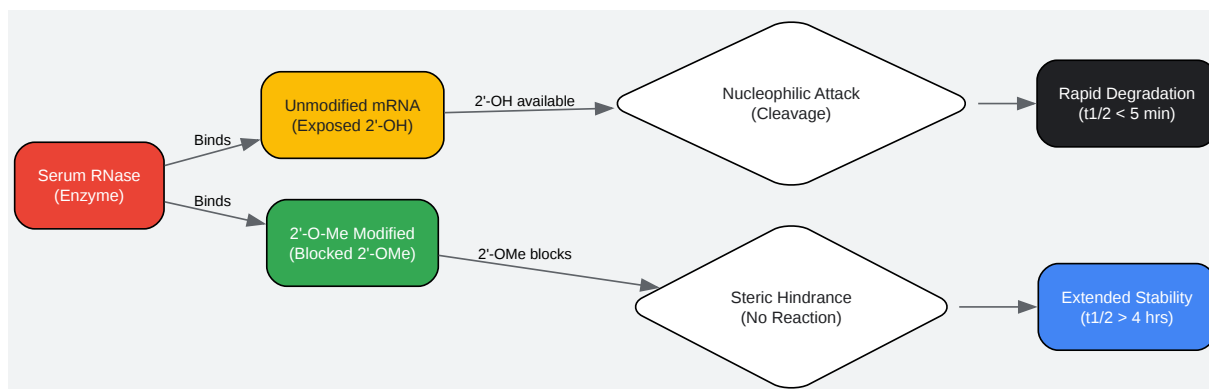 Serum RNase
(Enzyme)
Binds
Binds
Unmodified mRNA
(Exposed 2'-OH)
2'-O-Me Modified
(Blocked 2'-OMe)
2'-OH available
2'-OMe blocks
Nucleophilic Attack
(Cleavage)
Steric Hindrance
(No Reaction)
Rapid Degradation
(t1/2 < 5 min)
Extended Stability
(t1/2 > 4 hrs)